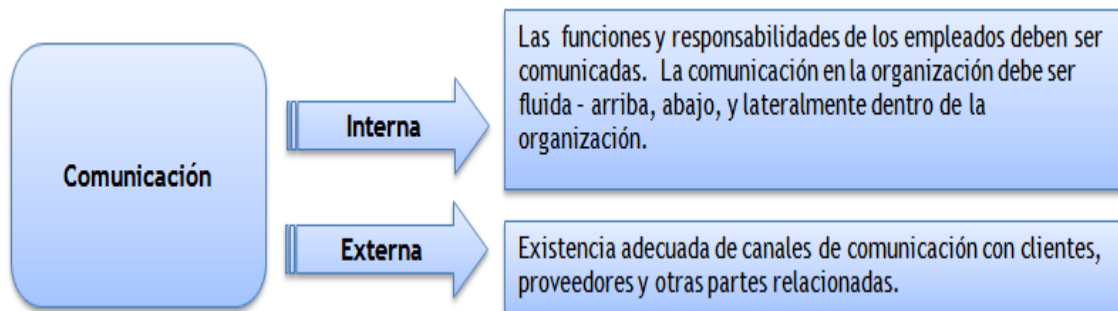 Comunicación
Interna
Las funciones y responsabilidades de los empleados deben ser
comunicadas. La comunicación en la organización debe ser
fluida - arriba, abajo, y lateralmente dentro de la
organización.
Externa
Existencia adecuada de canales de comunicación con clientes,
proveedores y otras partes relacionadas.